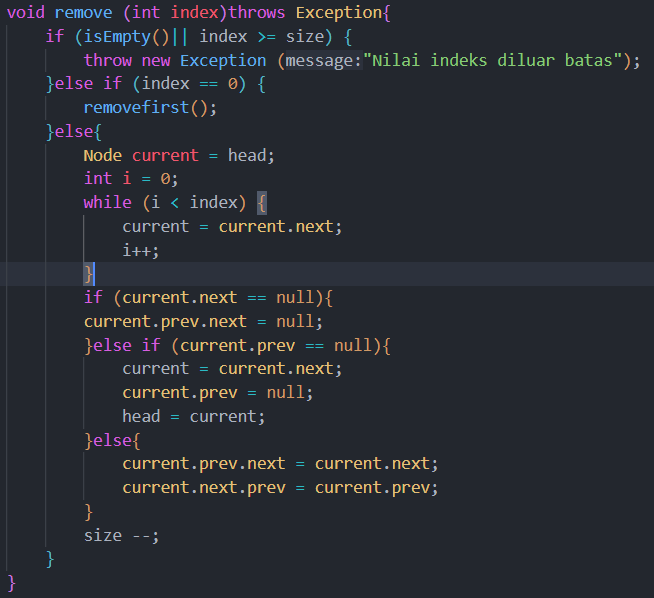 void remove (int index)throws Exception{
    if (isEmpty()|| index >= size) {
        throw new Exception (message:"Nilai indeks diluar batas");
    }else if (index == 0) {
        removefirst();
    }else{
        Node current = head;
        int i = 0;
        while (i < index) {
            current = current.next;
            i++;
        }
        if (current.next == null){
        current.prev.next = null;
        }else if (current.prev == null){
            current = current.next;
            current.prev = null;
            head = current;
        }else{
            current.prev.next = current.next;
            current.next.prev = current.prev;
        }
        size --;
    }
}